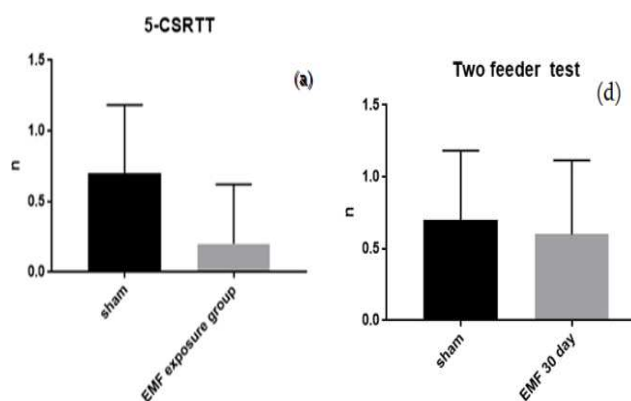 5-CSRTT
(a)
1.5
1.0
0.5
0.0
n
sham
EMF exposure group
Two feeder test
(d)
1.5
1.0
0.5
0.0
n
sham
EMF 30 day